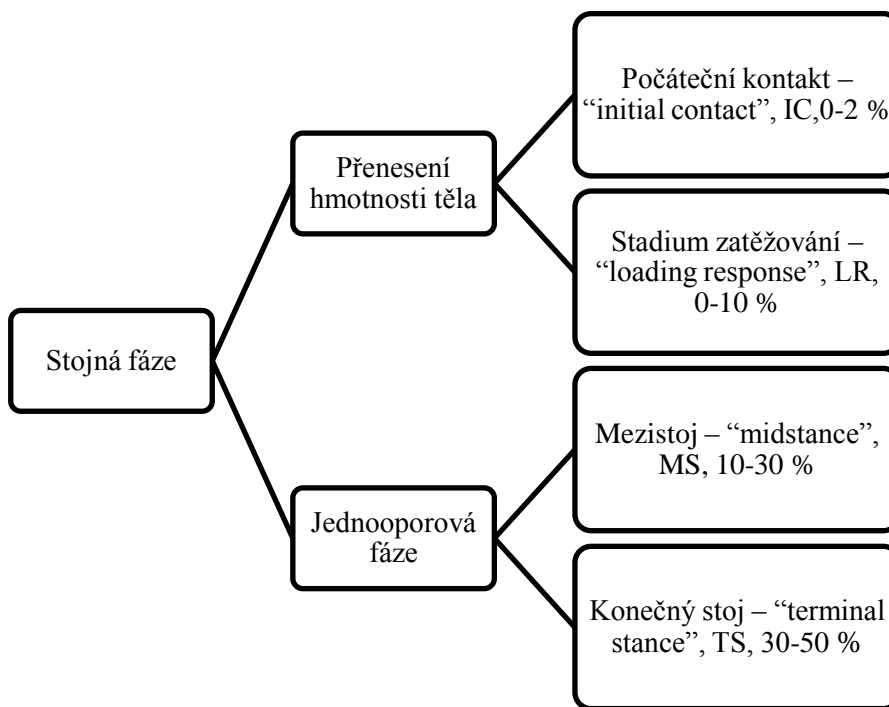 Stojná fáze
Přenesení
hmotnosti těla
Počáteční kontakt –
“initial contact”, IC,0-2 %
Stadium zatěžování –
“loading response”, LR,
0-10 %
Jednooporová
fáze
Mezistoj – “midstance”,
MS, 10-30 %
Konečný stoj – “terminal
stance”, TS, 30-50 %